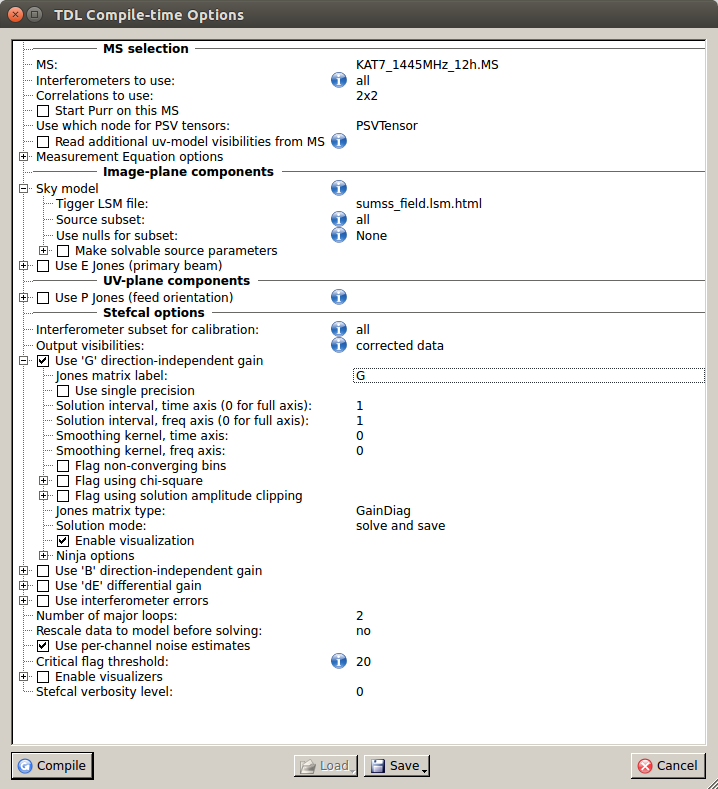 TDL Compile-time Options
MS selection
MS: KAT7_1445MHz_12h.MS
Interferometers to use: all
Correlations to use: 2x2
Start Purr on this MS
Use which node for PSV tensors: PSVTensor
Read additional uv-model visibilities from MS
Measurement Equation options
Image-plane components
Sky model
Tigger LSM file: sumss_field.lsm.html
Source subset: all
Use nulls for subset: None
Make solvable source parameters
Use E Jones (primary beam)
UV-plane components
Use P Jones (feed orientation)
Stefcal options
Interferometer subset for calibration: all
Output visibilities: corrected data
Use 'G' direction-independent gain
Jones matrix label: G
Use single precision
Solution interval, time axis (0 for full axis): 1
Solution interval, freq axis (0 for full axis): 1
Smoothing kernel, time axis: 0
Smoothing kernel, freq axis: 0
Flag non-converging bins
Flag using chi-square
Flag using solution amplitude clipping
Jones matrix type: GainDiag
Solution mode: solve and save
Enable visualization
Ninja options
Use 'B' direction-independent gain
Use 'dE' differential gain
Use interferometer errors
Number of major loops: 2
Rescale data to model before solving: no
Use per-channel noise estimates
Critical flag threshold: 20
Enable visualizers
Stefcal verbosity level: 0
Compile Load Save Cancel